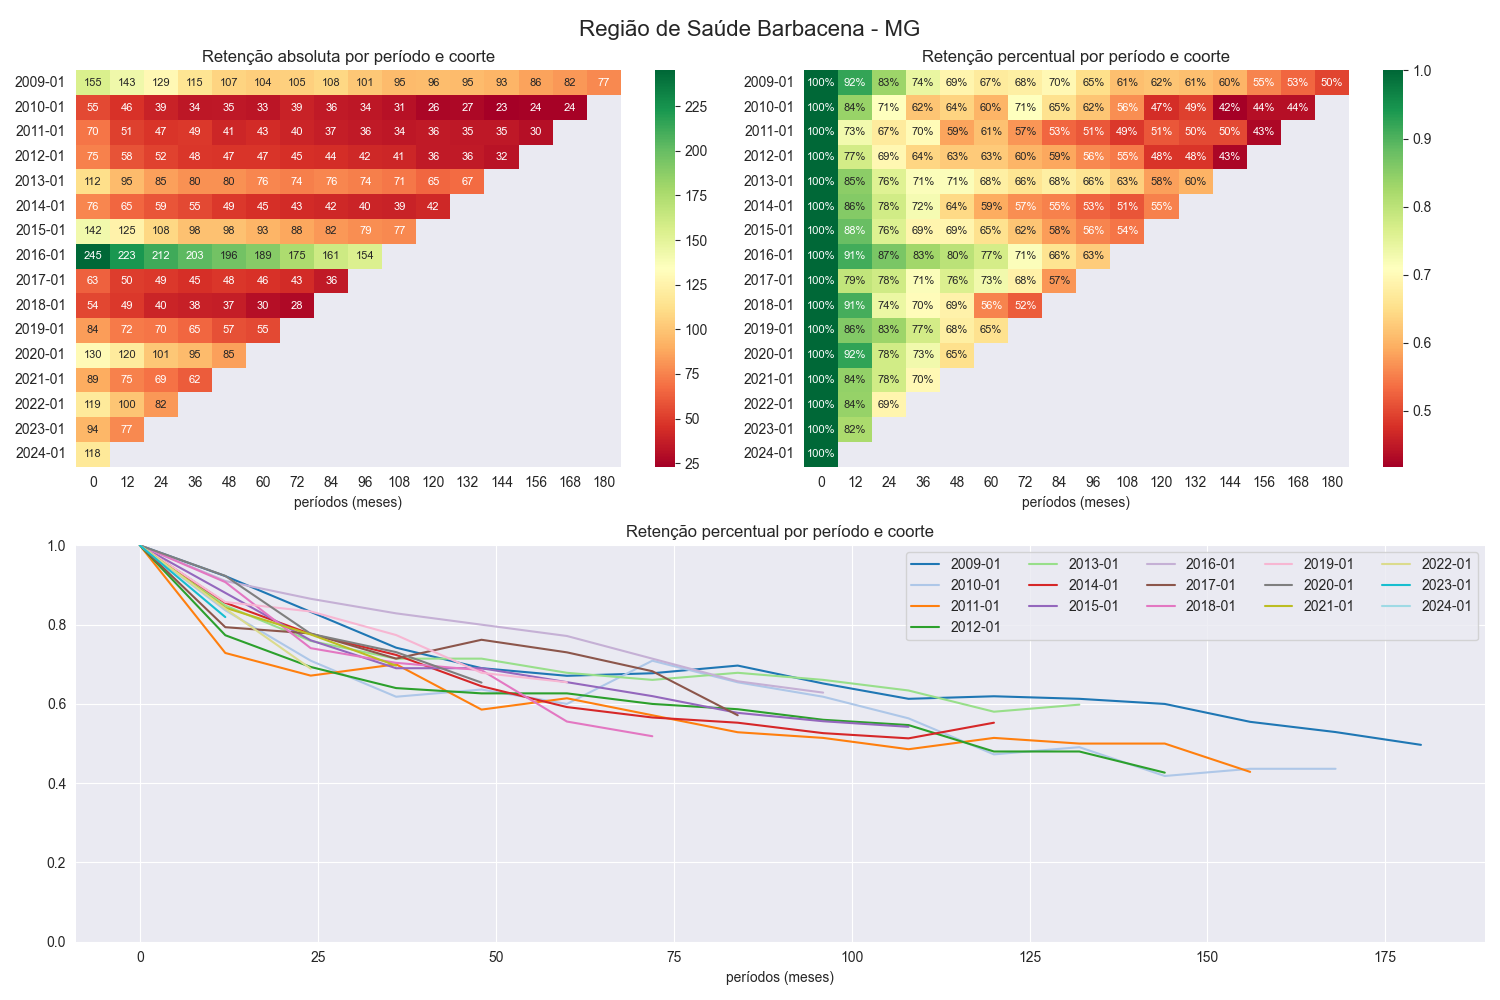 Região de Saúde Barbacena - MG
Retenção absoluta por período e coorte
2009-01 155 143 129 115 107 104 105 108 101 95 96 95 93 86 82 77
2010-01 55 46 39 34 35 33 39 36 34 31 26 27 23 24 24
2011-01 70 51 47 49 41 43 40 37 36 34 36 35 35 30
2012-01 75 58 52 48 47 47 45 44 42 41 36 36 32
2013-01 112 95 85 80 80 76 74 76 74 71 65 67
2014-01 76 65 59 55 49 45 43 42 40 39 42
2015-01 142 125 108 98 98 93 88 82 79 77
2016-01 245 223 212 203 196 189 175 161 154
2017-01 63 50 49 45 48 46 43 36
2018-01 54 49 40 38 37 30 28
2019-01 84 72 70 65 57 55
2020-01 130 120 101 95 85
2021-01 89 75 69 62
2022-01 119 100 82
2023-01 94 77
2024-01 118
0 12 24 36 48 60 72 84 96 108 120 132 144 156 168 180
períodos (meses)
225
200
175
150
125
100
75
50
25
Retenção percentual por período e coorte
2009-01 100% 92% 83% 74% 69% 67% 68% 70% 65% 61% 62% 61% 60% 55% 53% 50%
2010-01 100% 84% 71% 62% 64% 60% 71% 65% 62% 56% 47% 49% 42% 44% 44%
2011-01 100% 73% 67% 70% 59% 61% 57% 53% 51% 49% 51% 50% 50% 43%
2012-01 100% 77% 69% 64% 63% 63% 60% 59% 56% 55% 48% 48% 43%
2013-01 100% 85% 76% 71% 71% 68% 66% 68% 66% 63% 58% 60%
2014-01 100% 86% 78% 72% 64% 59% 57% 55% 53% 51% 55%
2015-01 100% 88% 76% 69% 69% 65% 62% 58% 56% 54%
2016-01 100% 91% 87% 83% 80% 77% 71% 66% 63%
2017-01 100% 79% 78% 71% 76% 73% 68% 57%
2018-01 100% 91% 74% 70% 69% 56% 52%
2019-01 100% 86% 83% 77% 68% 65%
2020-01 100% 92% 78% 73% 65%
2021-01 100% 84% 78% 70%
2022-01 100% 84% 69%
2023-01 100% 82%
2024-01 100%
0 12 24 36 48 60 72 84 96 108 120 132 144 156 168 180
períodos (meses)
1.0
0.9
0.8
0.7
0.6
0.5
Retenção percentual por período e coorte
1.0
0.8
0.6
0.4
0.2
0.0
2009-01 2013-01 2016-01 2019-01 2022-01
2010-01 2014-01 2017-01 2020-01 2023-01
2011-01 2015-01 2018-01 2021-01 2024-01
2012-01
0 25 50 75 100 125 150 175
períodos (meses)